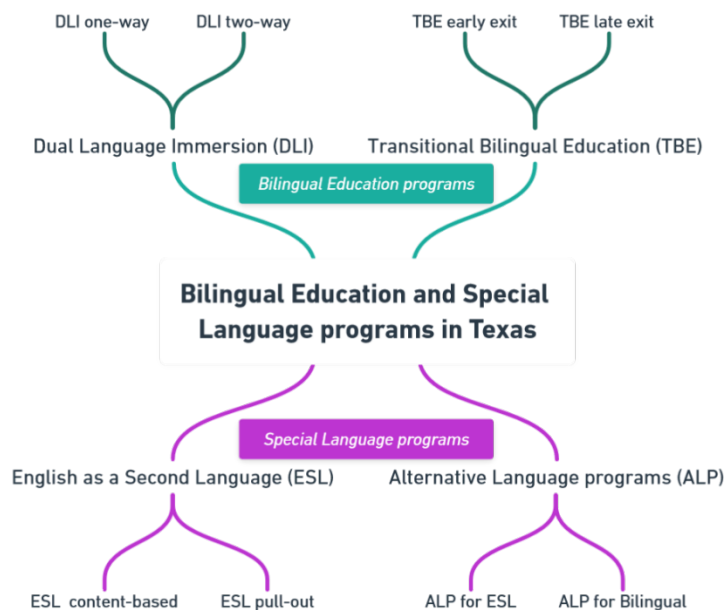 DLI one-way
DLI two-way
TBE early exit
TBE late exit
Dual Language Immersion (DLI)
Transitional Bilingual Education (TBE)
Bilingual Education programs
Bilingual Education and Special
Language programs in Texas
Special Language programs
English as a Second Language (ESL)
Alternative Language programs (ALP)
ESL content-based
ESL pull-out
ALP for ESL
ALP for Bilingual